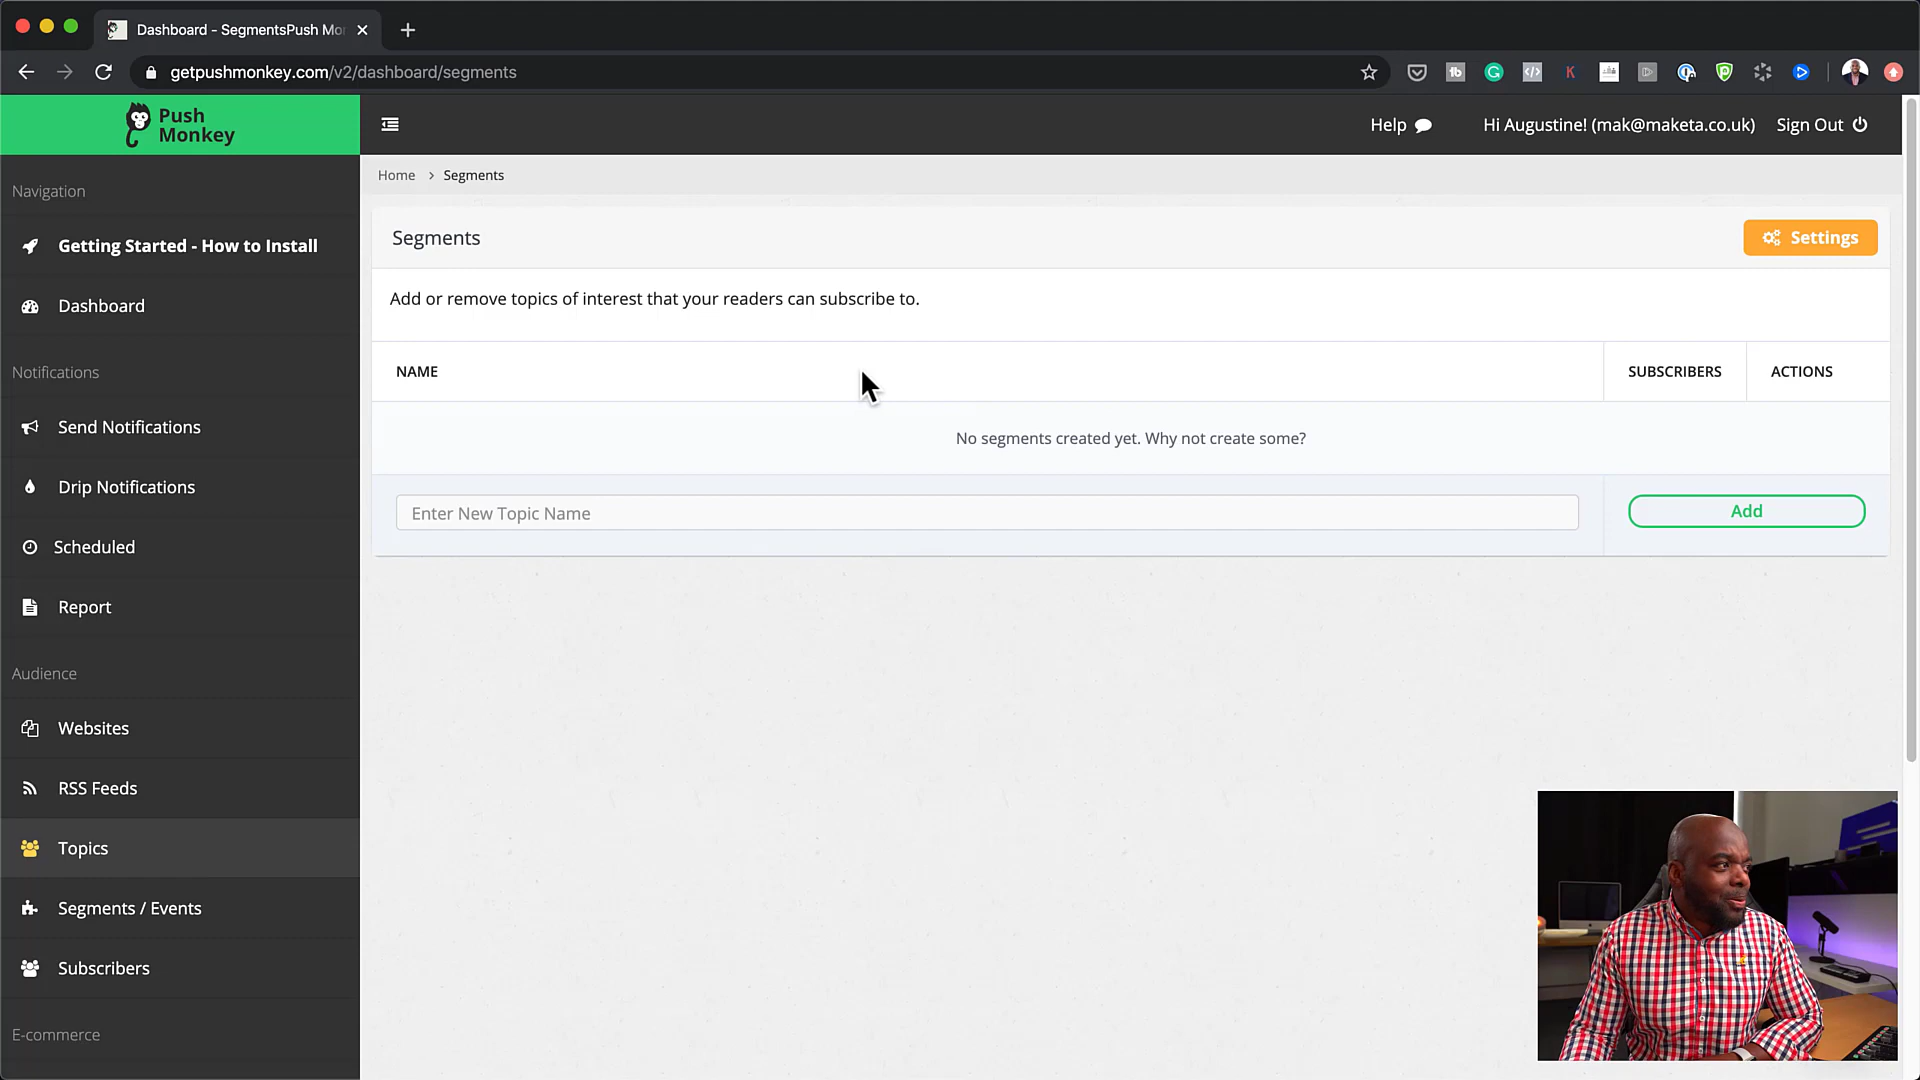 Dashboard - SegmentsPush Mo
getpushmonkey.com/v2/dashboard/segments
Push
Monkey
Help
Hi Augustine! (mak@maketa.co.uk)
Sign Out
Navigation
Getting Started - How to Install
Dashboard
Notifications
Send Notifications
Drip Notifications
Scheduled
Report
Audience
Websites
RSS Feeds
Topics
Segments / Events
Subscribers
E-commerce
Home > Segments
Segments
Settings
Add or remove topics of interest that your readers can subscribe to.
NAME
SUBSCRIBERS
ACTIONS
No segments created yet. Why not create some?
Enter New Topic Name
Add